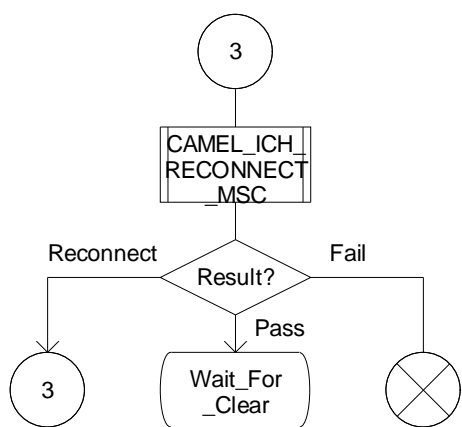 3
CAMEL_ICH_
RECONNECT
_MSC
Reconnect
Result?
Fail
Pass
3
Wait_For
_Clear